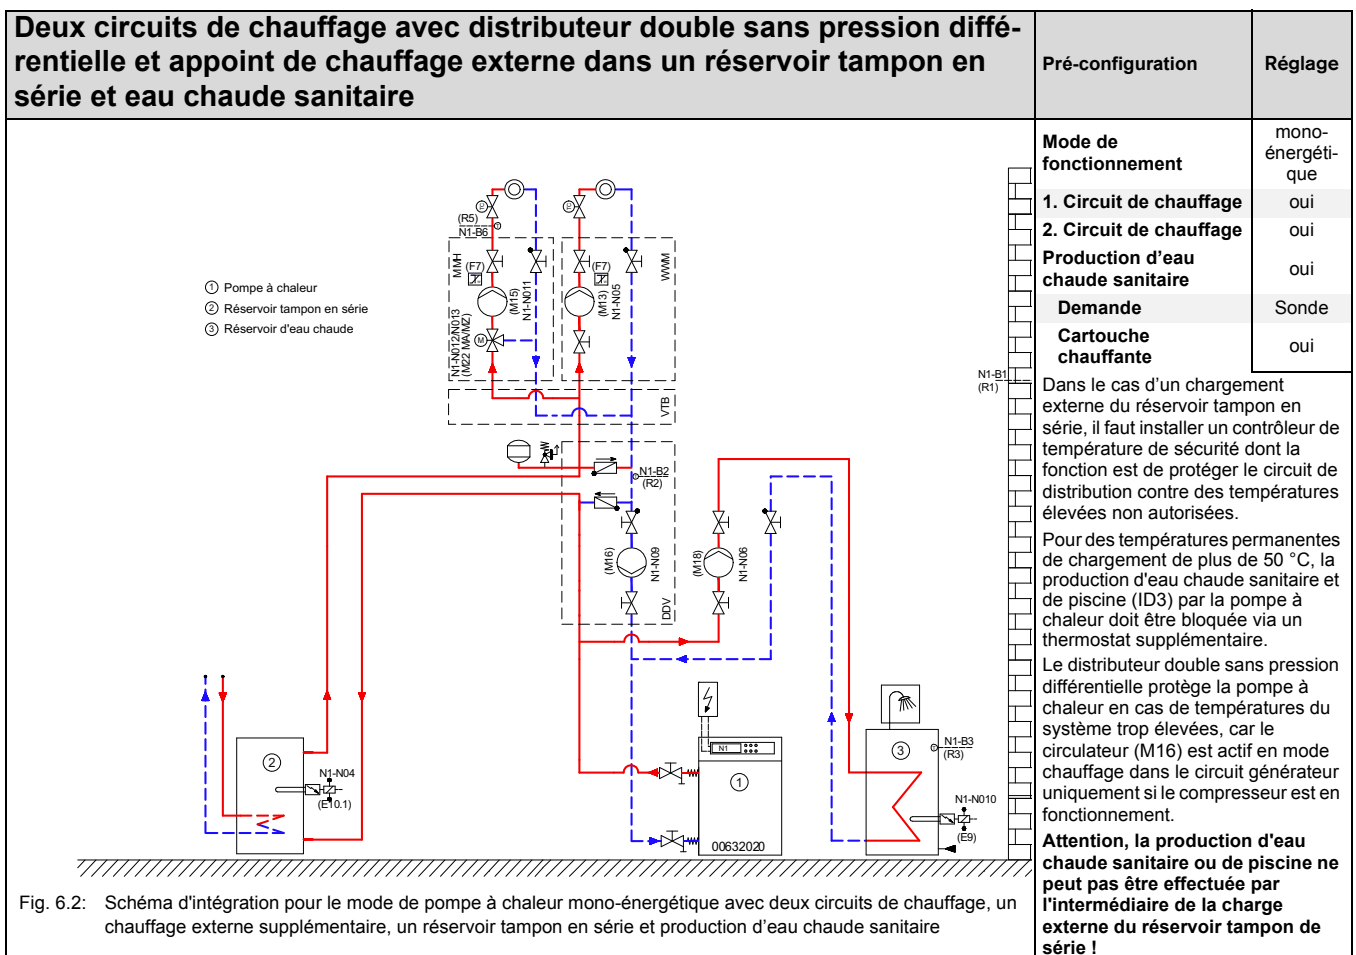 Deux circuits de chauffage avec distributeur double sans pression diffé-
rentielle et appoint de chauffage externe dans un réservoir tampon en
série et eau chaude sanitaire
Pré-configuration
Réglage
Mode de
fonctionnement
mono-
énergéti-
que
1. Circuit de chauffage
oui
2. Circuit de chauffage
oui
Production d'eau
chaude sanitaire
oui
Demande
Sonde
Cartouche
chauffante
oui
Dans le cas d'un chargement
externe du réservoir tampon en
série, il faut installer un contrôleur de
température de sécurité dont la
fonction est de protéger le circuit de
distribution contre des températures
élevées non autorisées.
Pour des températures permanentes
de chargement de plus de 50 °C, la
production d'eau chaude sanitaire et
de piscine (ID3) par la pompe à
chaleur doit être bloquée via un
thermostat supplémentaire.
Le distributeur double sans pression
différentielle protège la pompe à
chaleur en cas de températures du
système trop élevées, car le
circulateur (M16) est actif en mode
chauffage dans le circuit générateur
uniquement si le compresseur est en
fonctionnement.
Attention, la production d'eau
chaude sanitaire ou de piscine ne
peut pas être effectuée par
l'intermédiaire de la charge
externe du réservoir tampon de
série !
1 Pompe à chaleur
2 Réservoir tampon en série
3 Réservoir d'eau chaude
TC
TC
(R5)
N1-B6
T
MMH
(F7)
(M15)
N1-N011
N1-N012/N013
(M22 MA/MZ)
M
(F7)
(M13)
N1-N05
WWM
VTB
N1-B1
(R1)
N1-B2
(R2)
(M16)
N1-N09
DDV
(M18)
N1-N06
2
N1-N04
(E10.1)
N1
1
00632020
3
T
N1-B3
(R3)
N1-N010
(E9)
Fig. 6.2: Schéma d'intégration pour le mode de pompe à chaleur mono-énergétique avec deux circuits de chauffage, un
chauffage externe supplémentaire, un réservoir tampon en série et production d'eau chaude sanitaire